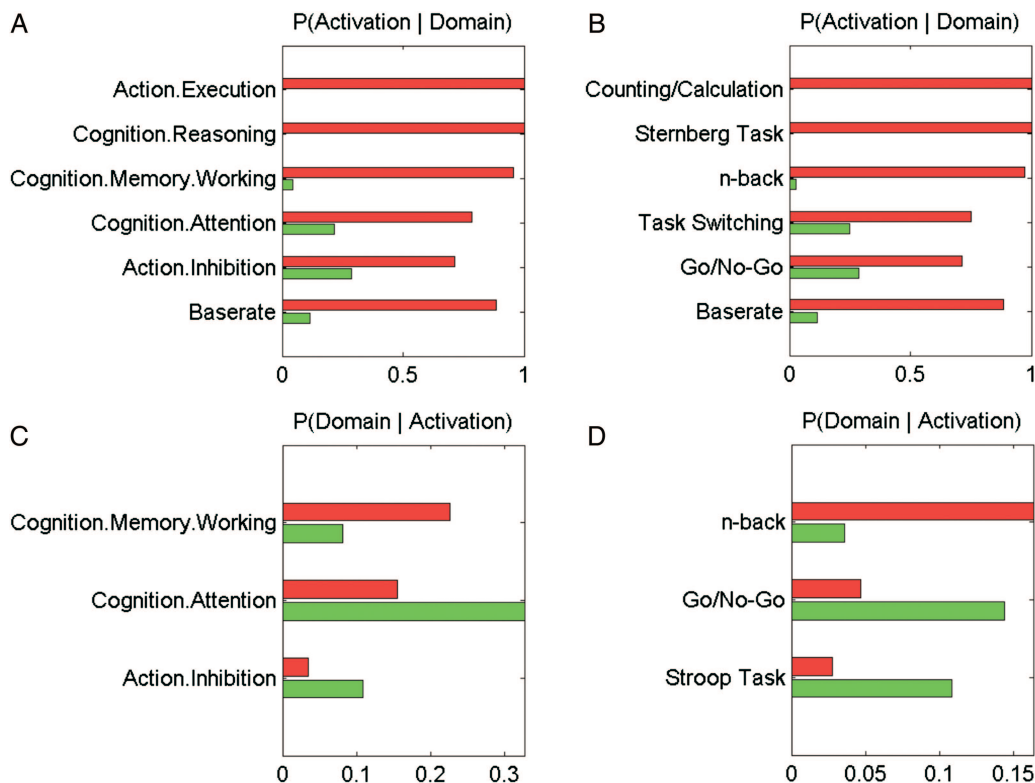 A
P(Activation | Domain)
Action.Execution
Cognition.Reasoning
Cognition.Memory.Working
Cognition.Attention
Action.Inhibition
Baserate
0 0.5 1
B
P(Activation | Domain)
Counting/Calculation
Sternberg Task
n-back
Task Switching
Go/No-Go
Baserate
0 0.5 1
C
P(Domain | Activation)
Cognition.Memory.Working
Cognition.Attention
Action.Inhibition
0 0.1 0.2 0.3
D
P(Domain | Activation)
n-back
Go/No-Go
Stroop Task
0 0.05 0.1 0.15